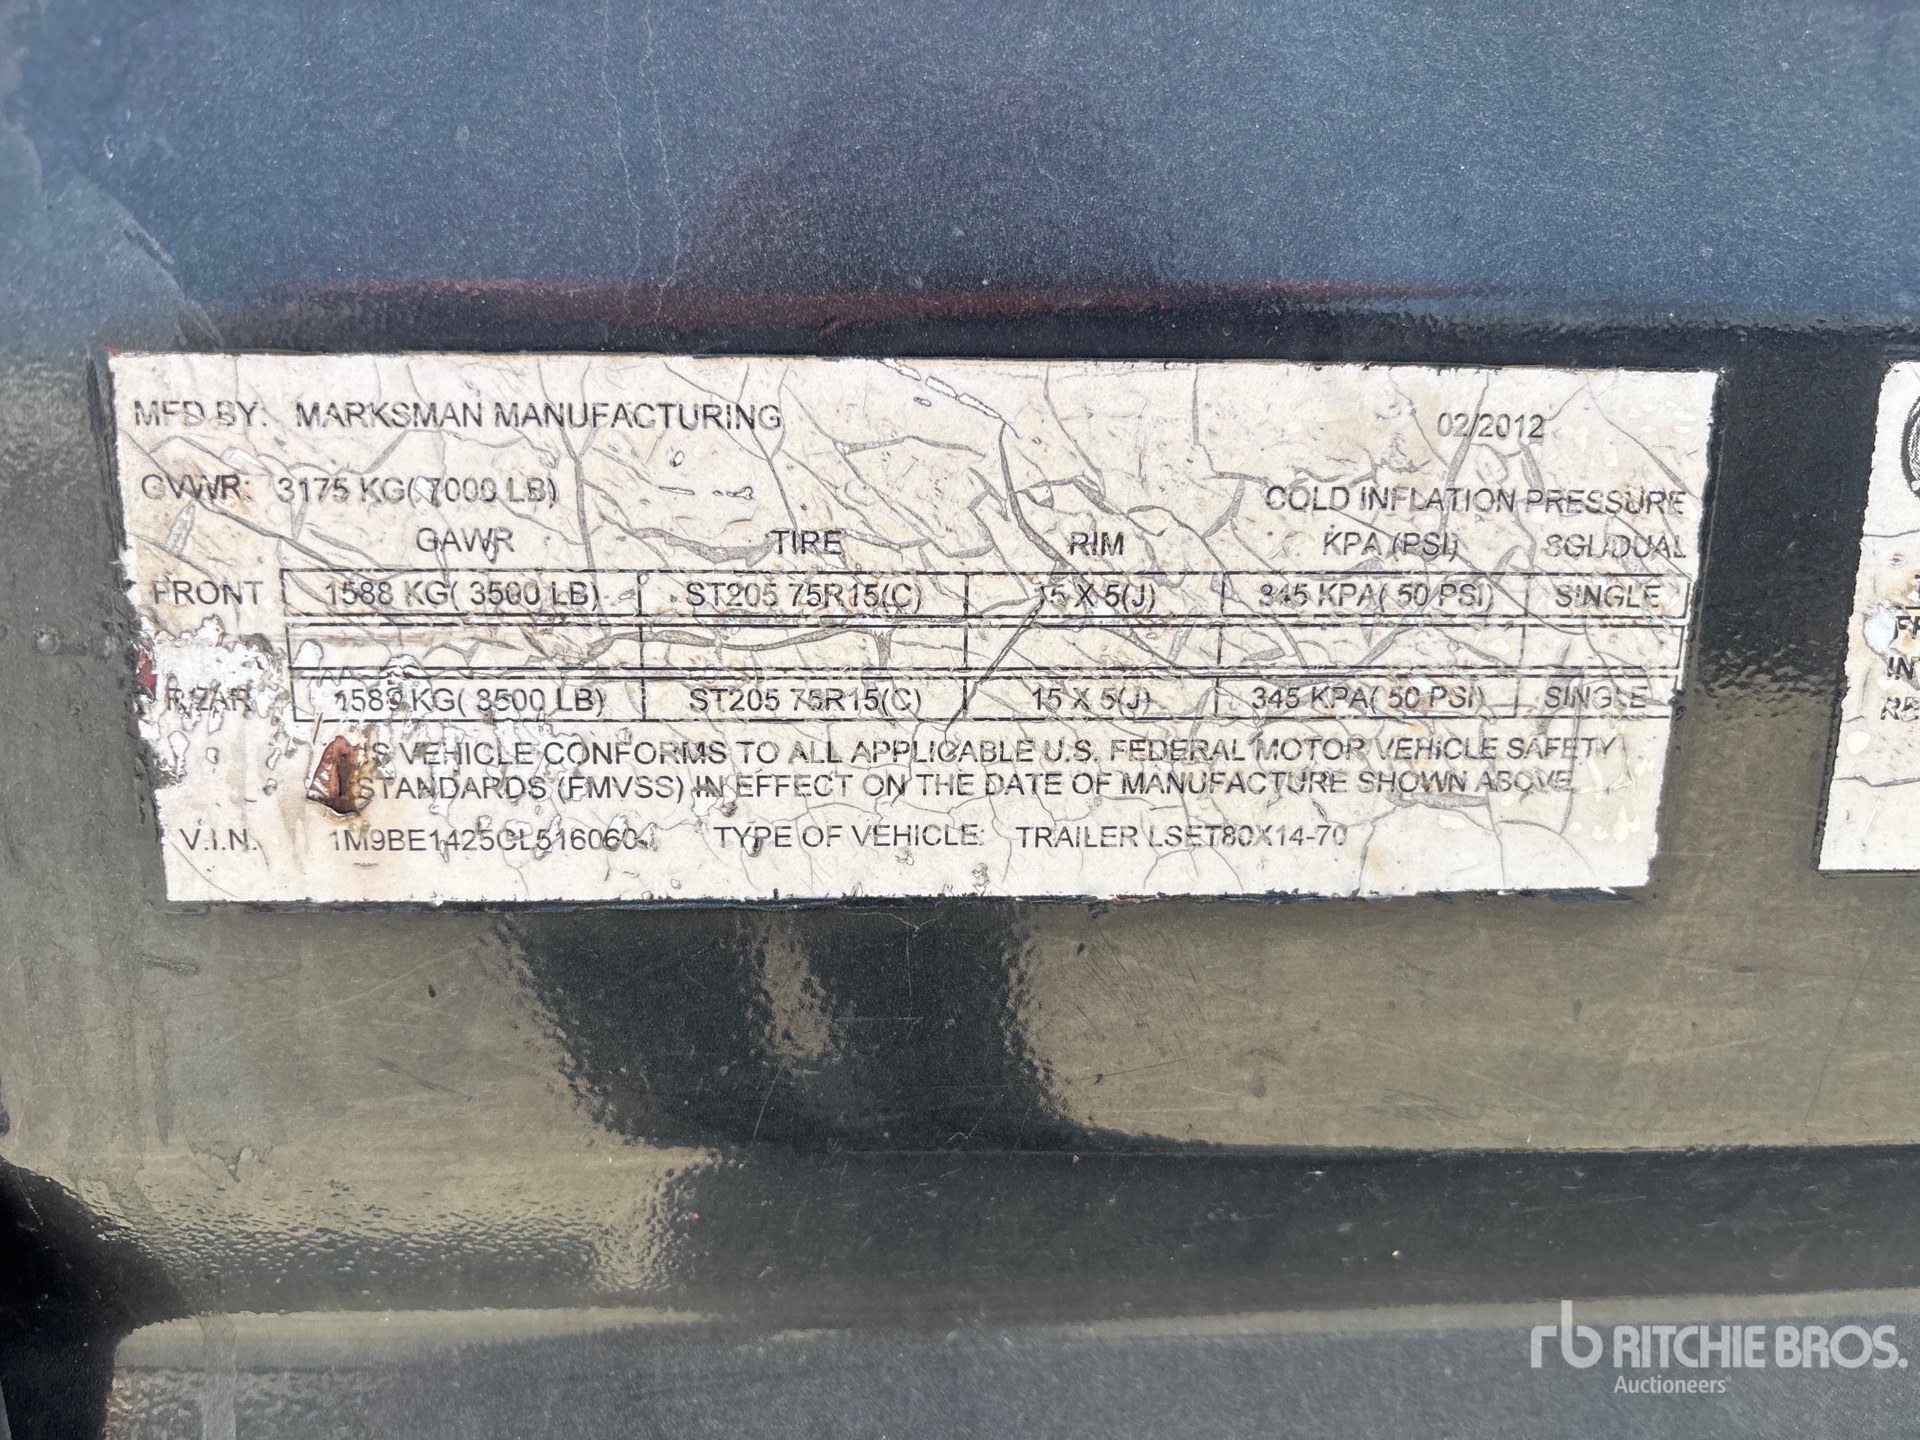 MFD BY: MARKSMAN MANUFACTURING 02/2012
GVWR: 3175 KG( 7000 LB) COLD INFLATION PRESSURE
GAWR TIRE RIM KPA (PSI) SGL/DUAL
FRONT 1588 KG( 3500 LB) ST205 75R15(C) 15 X 5(J) 345 KPA( 50 PSI) SINGLE
REAR 1588 KG( 3500 LB) ST205 75R15(C) 15 X 5(J) 345 KPA( 50 PSI) SINGLE
IS VEHICLE CONFORMS TO ALL APPLICABLE U.S. FEDERAL MOTOR VEHICLE SAFETY
STANDARDS (FMVSS) IN EFFECT ON THE DATE OF MANUFACTURE SHOWN ABOVE
V.I.N. TYPE OF VEHICLE: TRAILER LSET80X14-70
IN
rb RITCHIE BROS.
Auctioneers